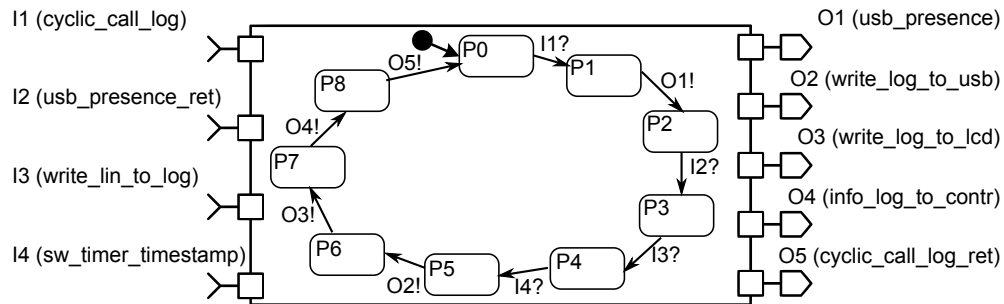 I1 (cyclic_call_log)
I2 (usb_presence_ret)
I3 (write_lin_to_log)
I4 (sw_timer_timestamp)
P0
I1?
P1
O1!
P2
I2?
P3
I3?
P4
I4?
P5
O2!
P6
O3!
P7
O4!
P8
O5!
O1 (usb_presence)
O2 (write_log_to_usb)
O3 (write_log_to_lcd)
O4 (info_log_to_contr)
O5 (cyclic_call_log_ret)